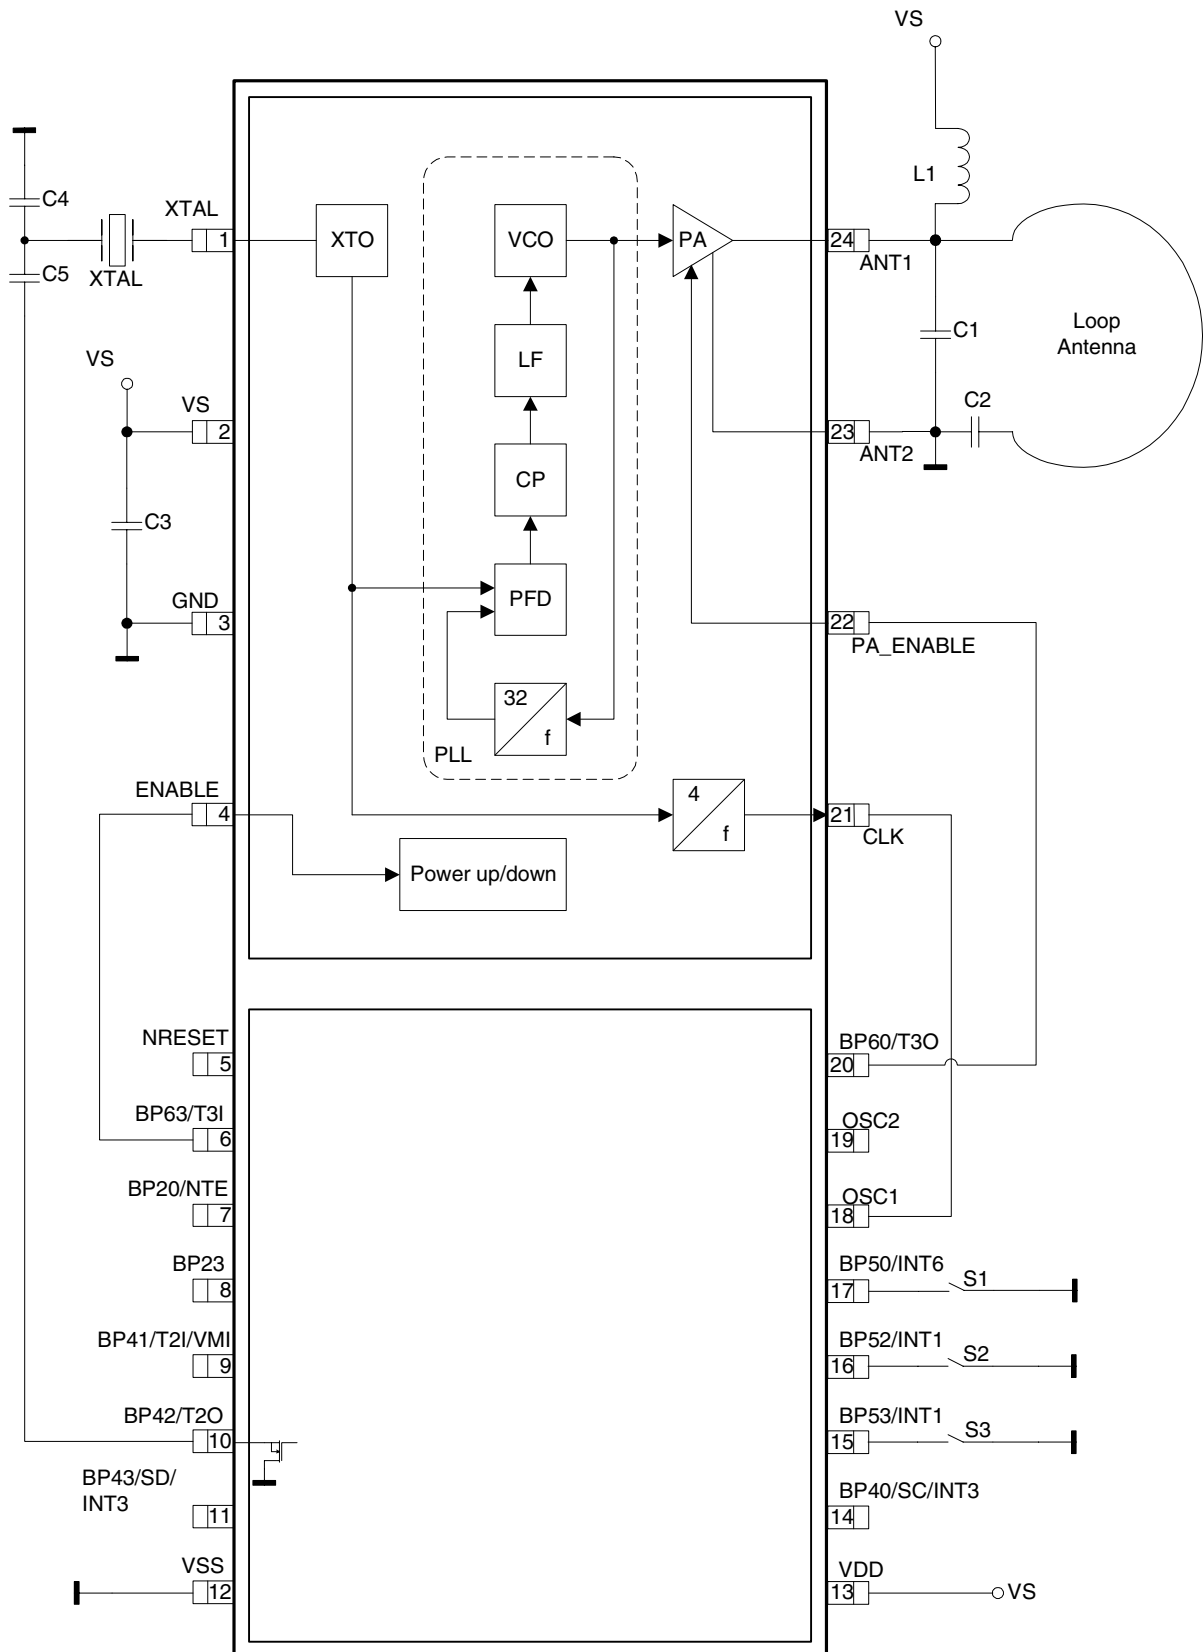 VS
L1
C4
XTAL
1
XTAL
C5
XTO
VCO
PA
24
ANT1
C1
Loop
Antenna
VS
LF
C2
VS
2
23
ANT2
CP
C3
GND
3
PFD
22
PA_ENABLE
32
f
PLL
ENABLE
4
4
f
21
CLK
Power up/down
NRESET
5
BP60/T3O
20
BP63/T3I
6
OSC2
19
BP20/NTE
7
OSC1
18
BP23
8
BP50/INT6
17
S1
BP41/T2I/VMI
9
BP52/INT1
16
S2
BP42/T2O
10
BP53/INT1
15
S3
BP43/SD/
INT3
11
BP40/SC/INT3
14
VSS
12
VDD
13
VS